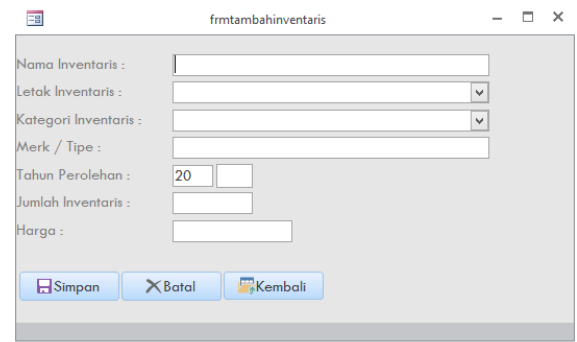 frmtambahinventaris
Nama Inventaris :
Letak Inventaris :
Kategori Inventaris :
Merk / Tipe :
Tahun Perolehan : 20
Jumlah Inventaris :
Harga :
Simpan Batal Kembali